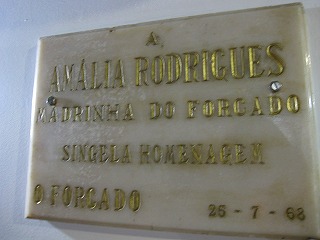 A
AMÁLIA RODRIGUES
MADRINHA DO FORCADO
SINGELA HOMENAGEM
O FORCADO 26-7-68